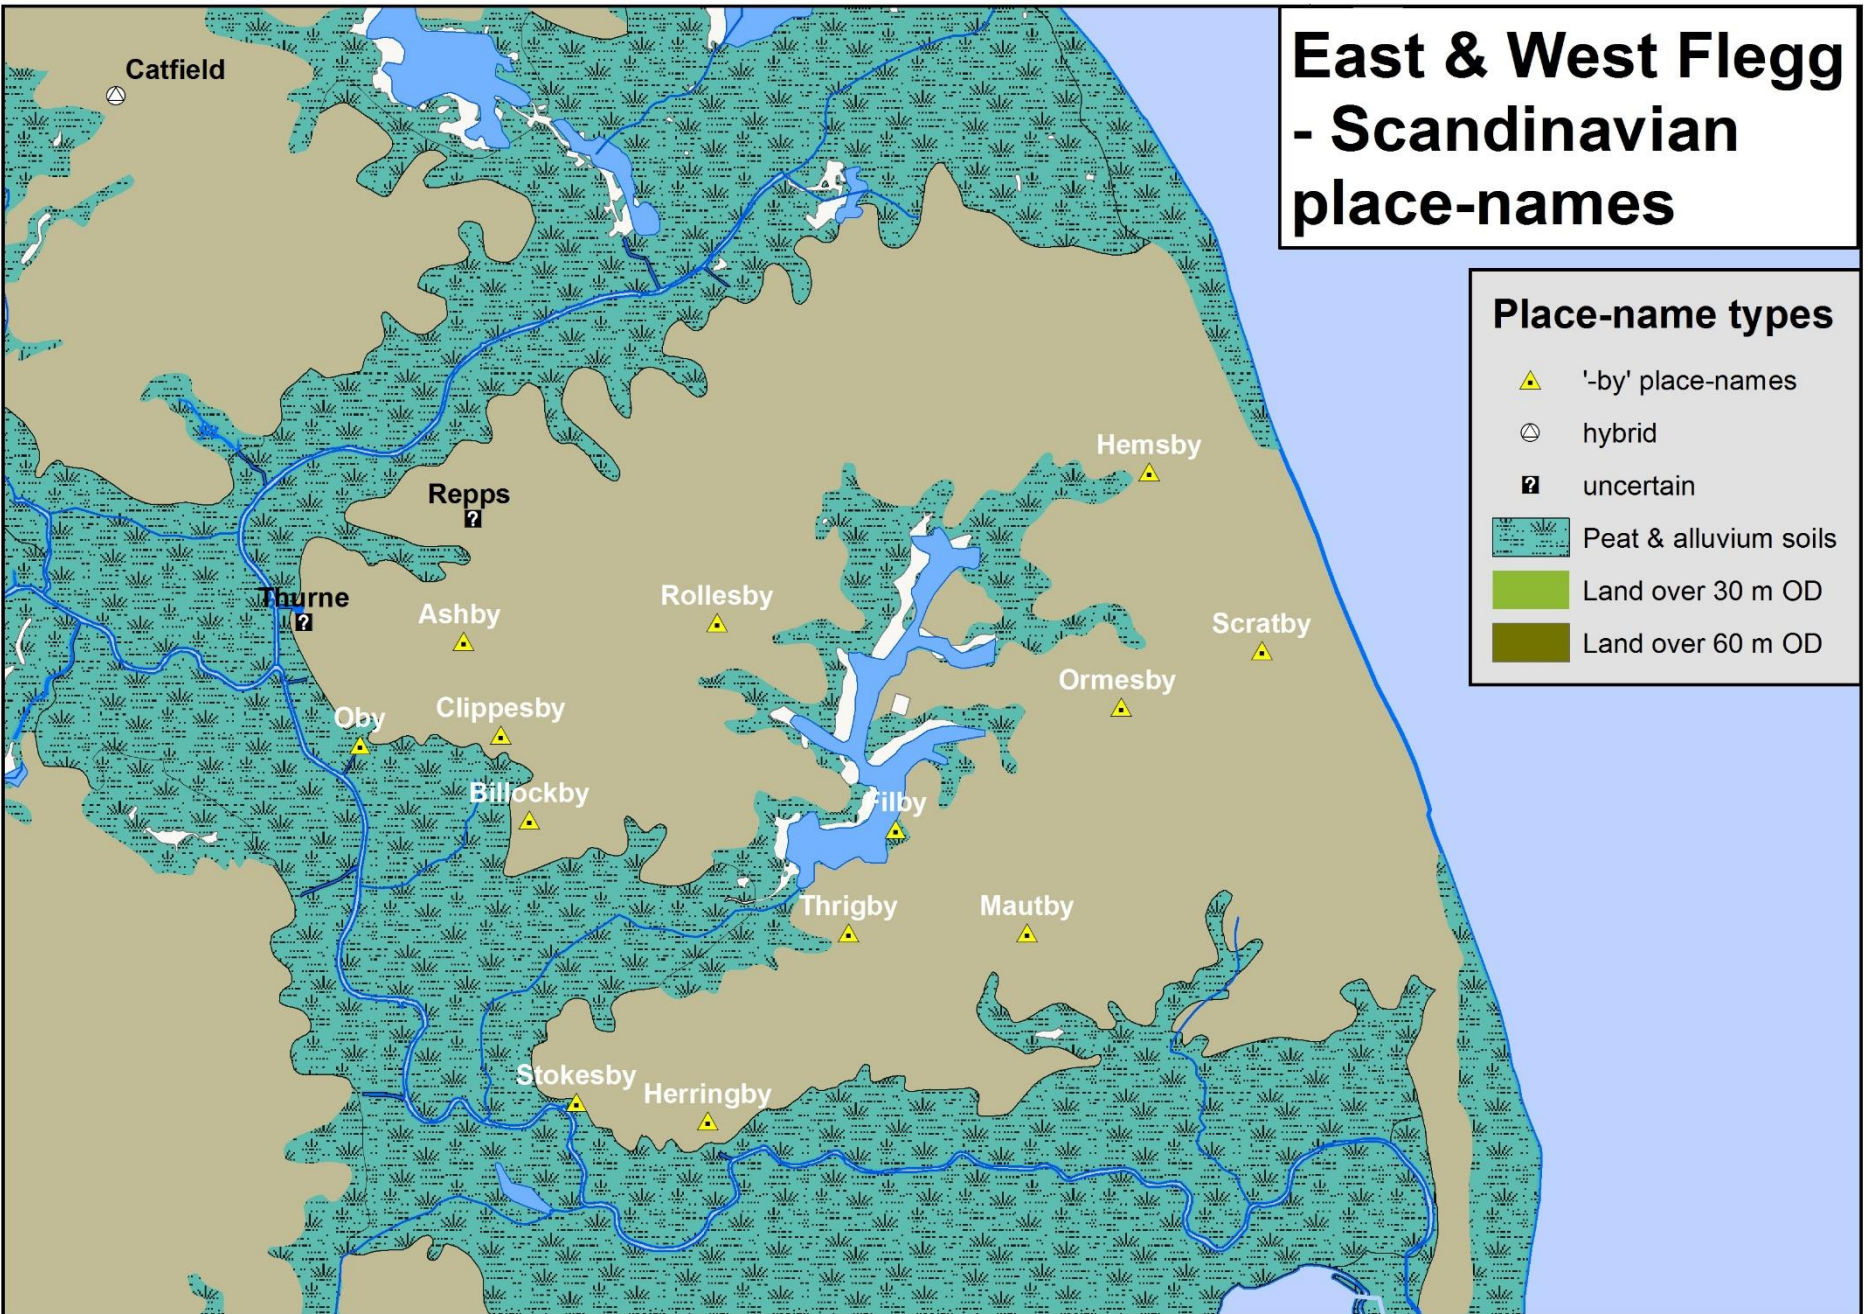 East & West Flegg
- Scandinavian
place-names
Place-name types
'-by' place-names
hybrid
? uncertain
Peat & alluvium soils
Land over 30 m OD
Land over 60 m OD
Catfield
Hemsby
Repps
?
Thurne
?
Ashby
Rollesby
Scratby
Ormesby
Oby
Clippesby
Billockby
Filby
Thrigby
Mautby
Stokesby
Herringby